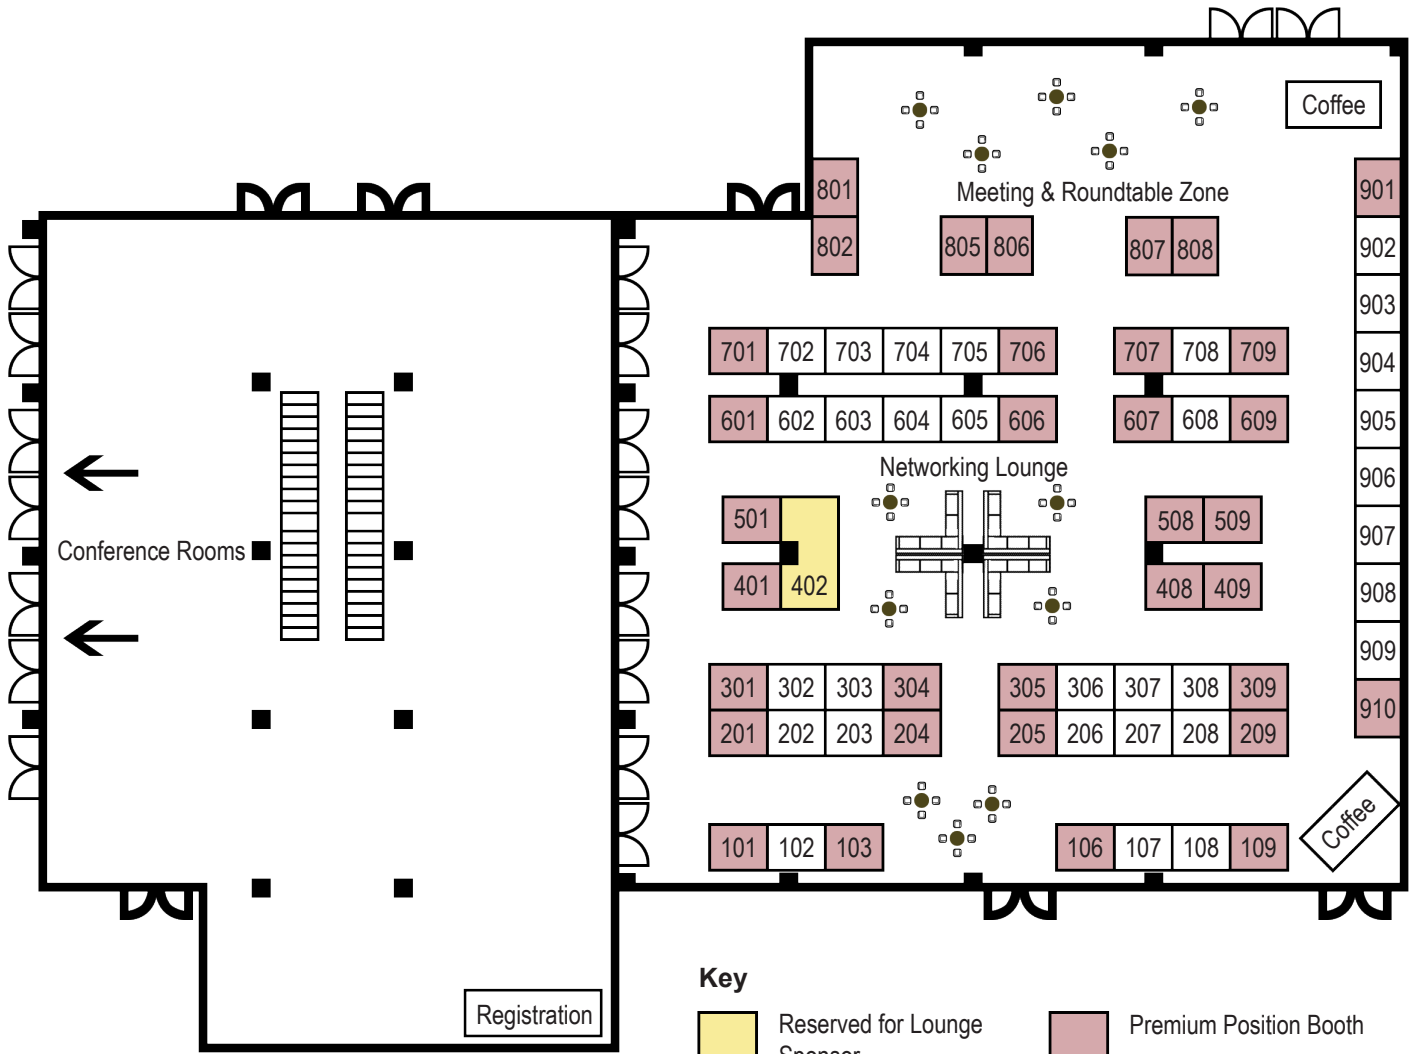 Coffee
801
Meeting & Roundtable Zone
901
802
805 806
807 808
902
903
701 702 703 704 705 706
707 708 709
904
601 602 603 604 605 606
607 608 609
905
Networking Lounge
906
501
508 509
907
Conference Rooms
401 402
408 409
908
909
301 302 303 304
305 306 307 308 309
910
201 202 203 204
205 206 207 208 209
Coffee
101 102 103
106 107 108 109
Key
Registration
Reserved for Lounge
Sponsor
Premium Position Booth